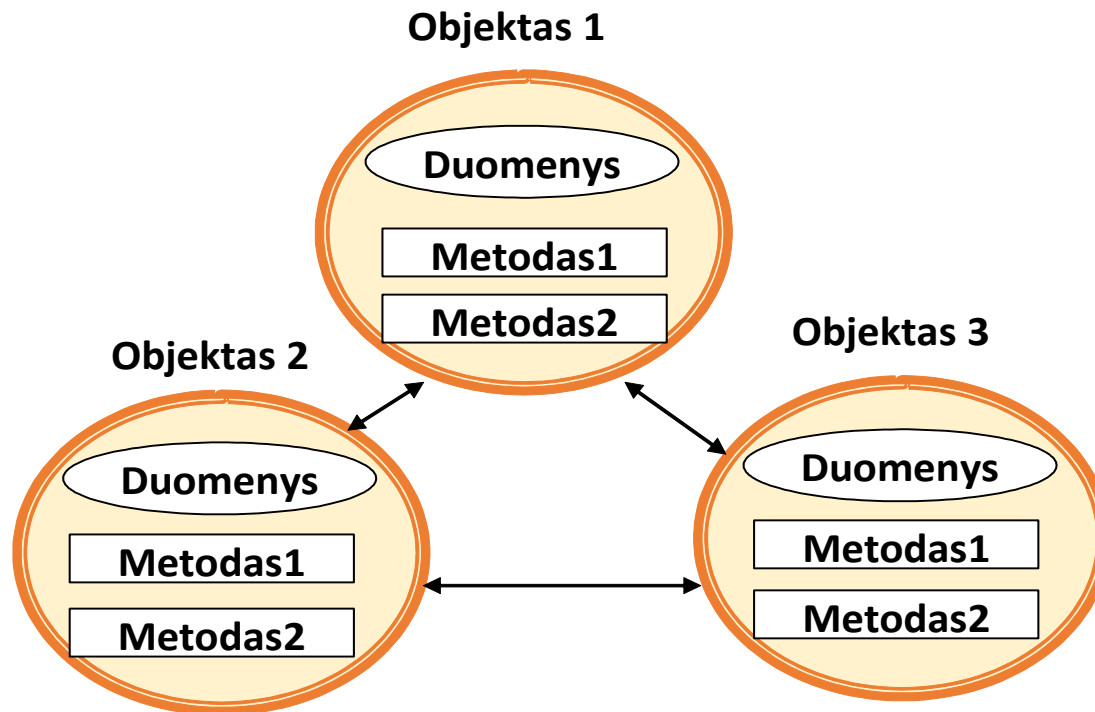 Objektas 1
Duomenys
Metodas1
Metodas2
Objektas 2
Duomenys
Metodas1
Metodas2
Objektas 3
Duomenys
Metodas1
Metodas2